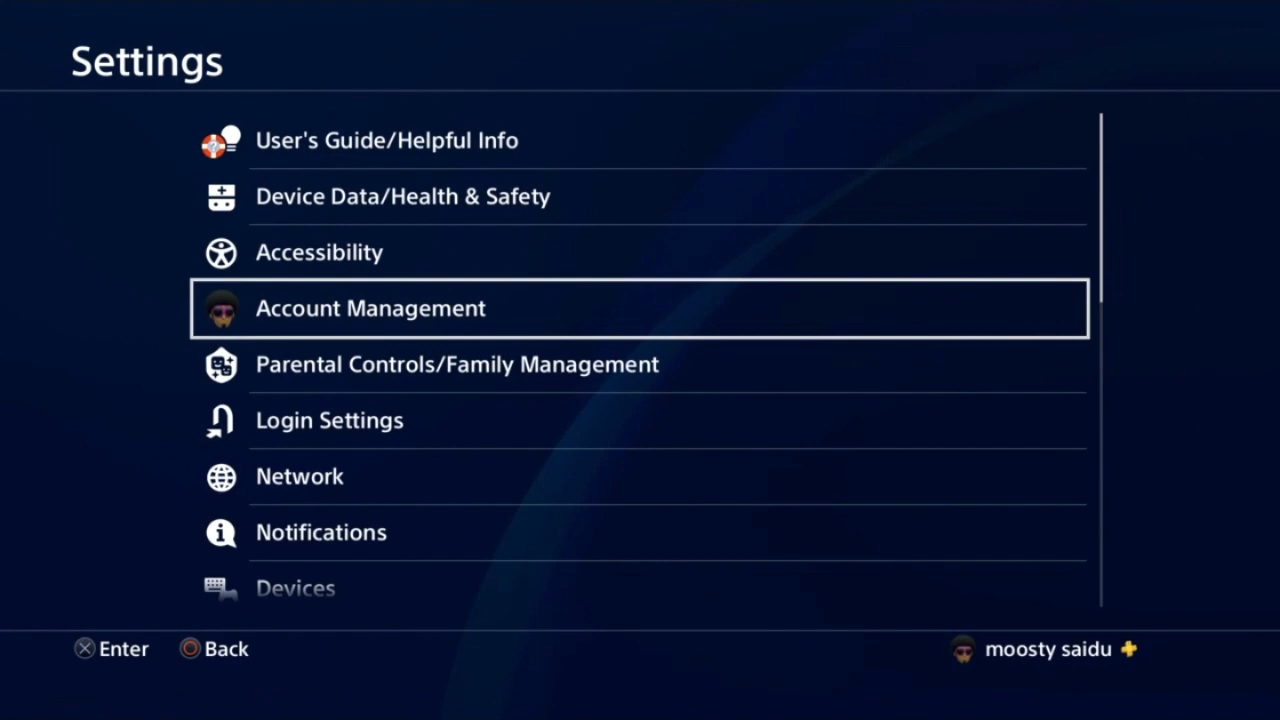 Settings
User's Guide/Helpful Info
Device Data/Health & Safety
Accessibility
Account Management
Parental Controls/Family Management
Login Settings
Network
Notifications
Devices
Enter
Back
moosty saidu